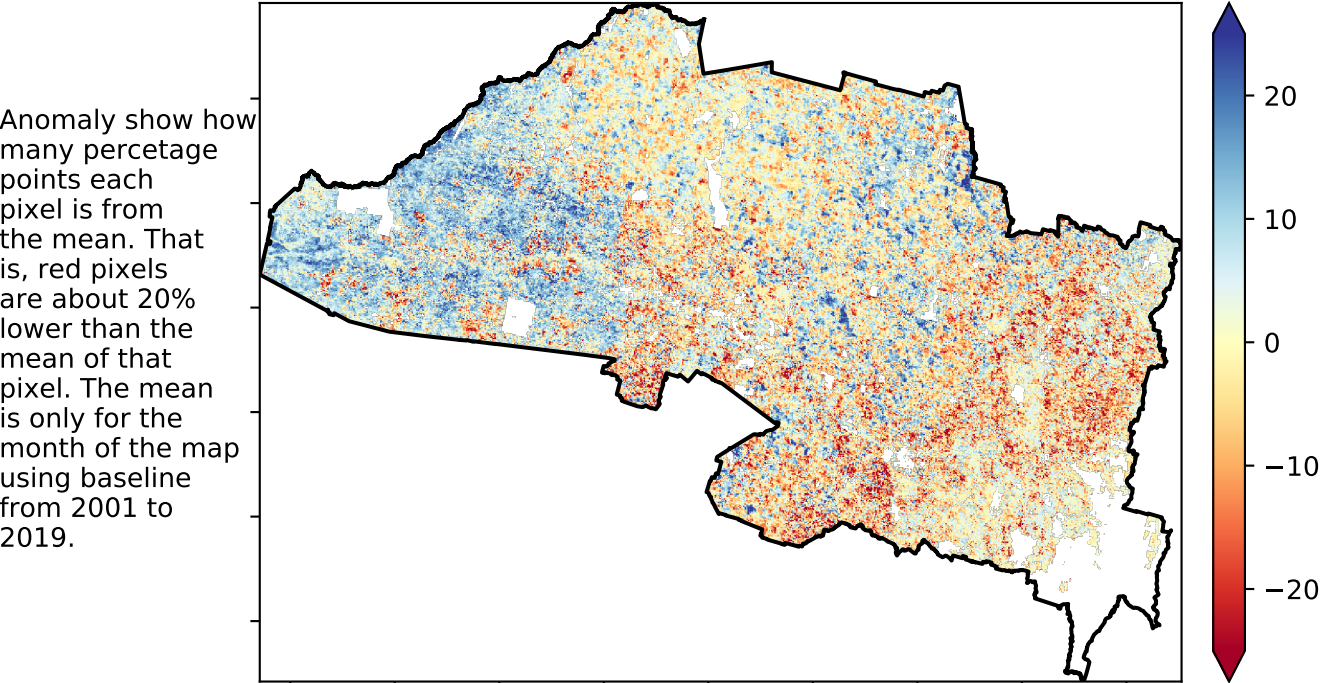 Anomaly show how
many percetage
points each
pixel is from
the mean. That
is, red pixels
are about 20%
lower than the
mean of that
pixel. The mean
is only for the
month of the map
using baseline
from 2001 to
2019.
20
10
0
−10
−20